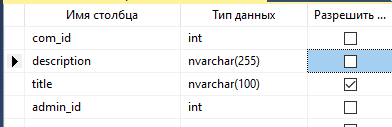 Имя столбца Тип данных Разрешить ...
com_id int
description nvarchar(255)
title nvarchar(100)
admin_id int